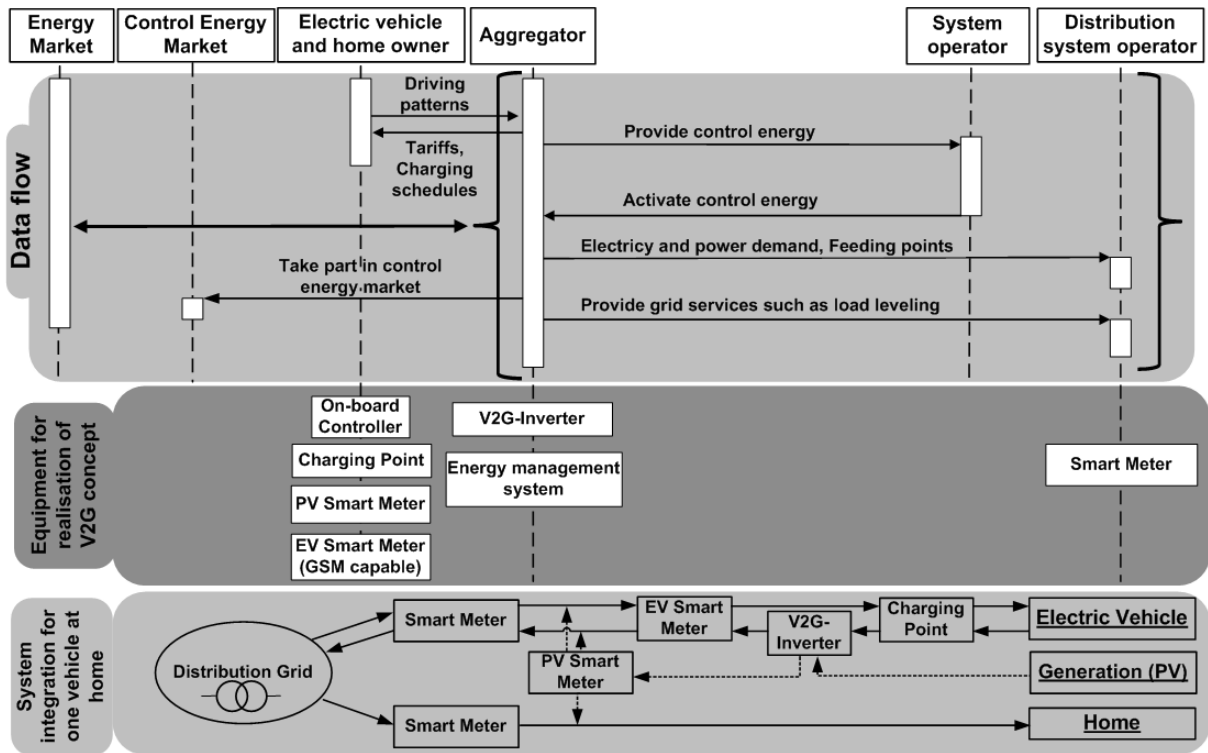 Energy
Market
Control Energy
Market
Electric vehicle
and home owner
Aggregator
System
operator
Distribution
system operator
Data flow
Driving
patterns
Tariffs,
Charging
schedules
Provide control energy
Activate control energy
Electricy and power demand, Feeding points
Take part in control
energy market
Provide grid services such as load leveling
Equipment for
realisation of
V2G concept
On-board
Controller
Charging Point
PV Smart Meter
EV Smart Meter
(GSM capable)
V2G-Inverter
Energy management
system
Smart Meter
System
integration for
one vehicle at
home
Distribution Grid
Smart Meter
EV Smart
Meter
V2G-
Inverter
Charging
Point
Electric Vehicle
PV Smart
Meter
Generation (PV)
Smart Meter
Home